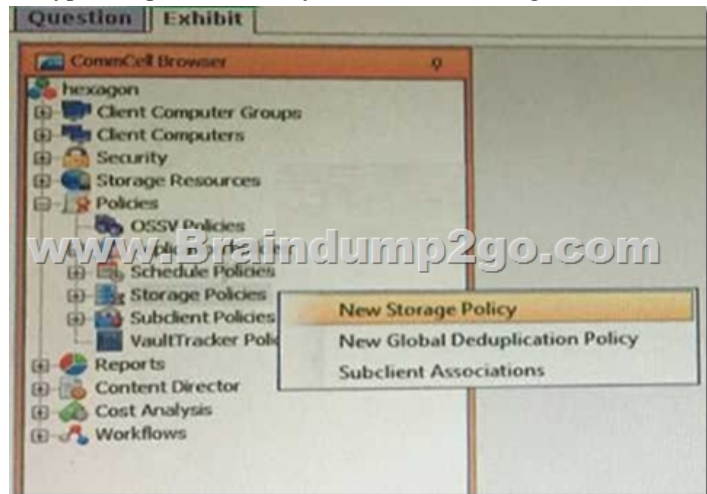 Question Exhibit
CommCell Browser
hexagon
Client Computer Groups
Client Computers
Security
Storage Resources
Policies
OSSV Policies
www.Braindump2go.com
Schedule Policies
Storage Policies
Subclient Policies
VaultTracker
Reports
Content Director
Cost Analysis
Workflows
New Storage Policy
New Global Deduplication Policy
Subclient Associations